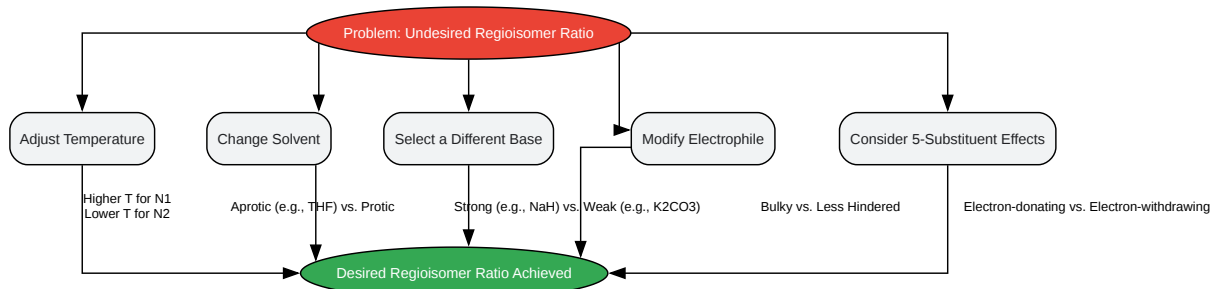 Problem: Undesired Regioisomer Ratio
Adjust Temperature
Change Solvent
Select a Different Base
Modify Electrophile
Consider 5-Substituent Effects
Higher T for N1
Lower T for N2
Aprotic (e.g., THF) vs. Protic
Strong (e.g., NaH) vs. Weak (e.g., K2CO3)
Bulky vs. Less Hindered
Electron-donating vs. Electron-withdrawing
Desired Regioisomer Ratio Achieved